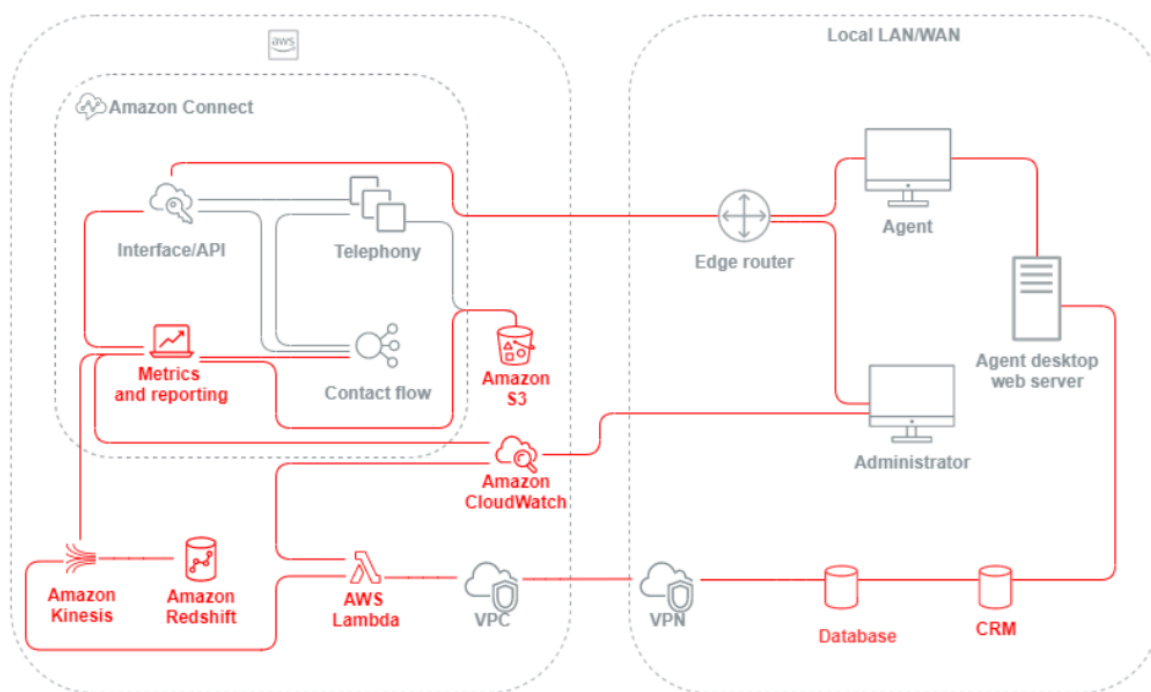 aws
Local LAN/WAN
Amazon Connect
Interface/API
Telephony
Edge router
Agent
Metrics
and reporting
Contact flow
Amazon
S3
Agent desktop
web server
Administrator
Amazon
CloudWatch
Amazon
Kinesis
Amazon
Redshift
AWS
Lambda
VPC
VPN
Database
CRM